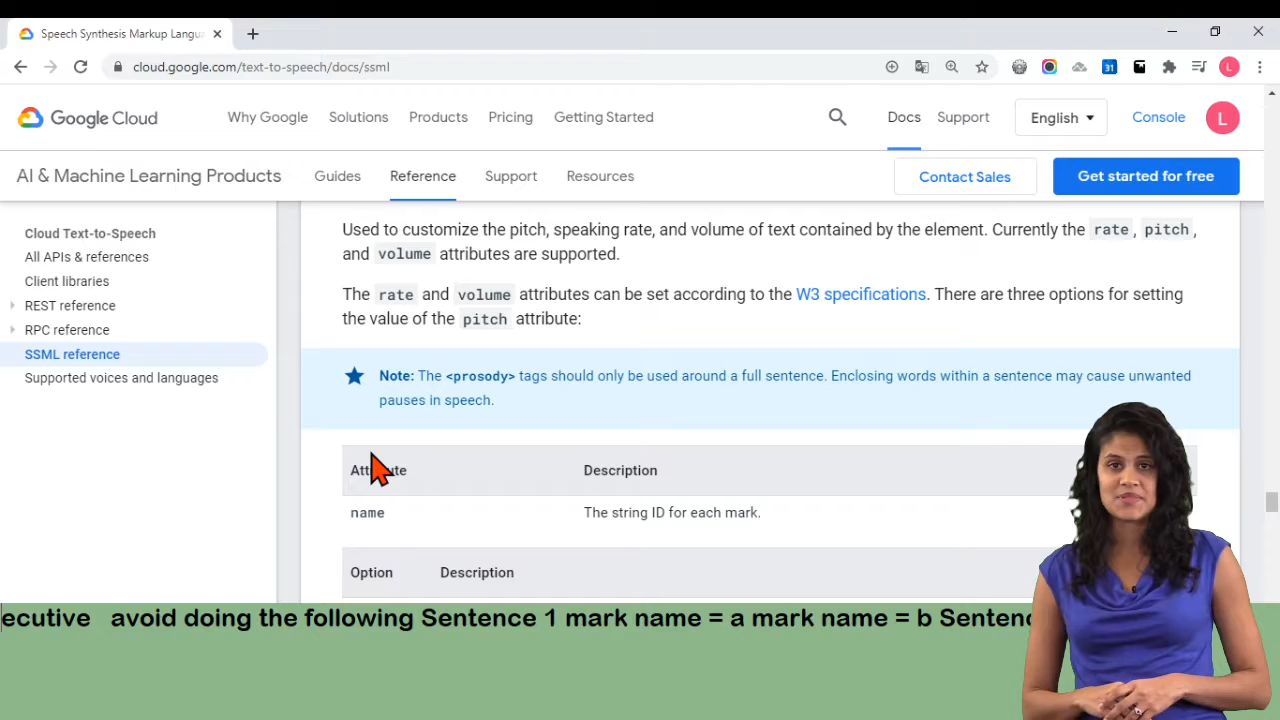 Speech Synthesis Markup Langu
cloud.google.com/text-to-speech/docs/ssml
31
L
Google Cloud
Why Google
Solutions
Products
Pricing
Getting Started
Docs
Support
English
Console
L
AI & Machine Learning Products
Guides
Reference
Support
Resources
Contact Sales
Get started for free
Cloud Text-to-Speech
All APIs & references
Client libraries
REST reference
RPC reference
SSML reference
Supported voices and languages
Used to customize the pitch, speaking rate, and volume of text contained by the element. Currently the rate, pitch,
and volume attributes are supported.
The rate and volume attributes can be set according to the W3 specifications. There are three options for setting
the value of the pitch attribute:
Note: The <prosody> tags should only be used around a full sentence. Enclosing words within a sentence may cause unwanted
pauses in speech.
Attribute
Description
name
The string ID for each mark.
Option
Description
ecutive avoid doing the following Sentence 1 mark name = a mark name = b Sentenc